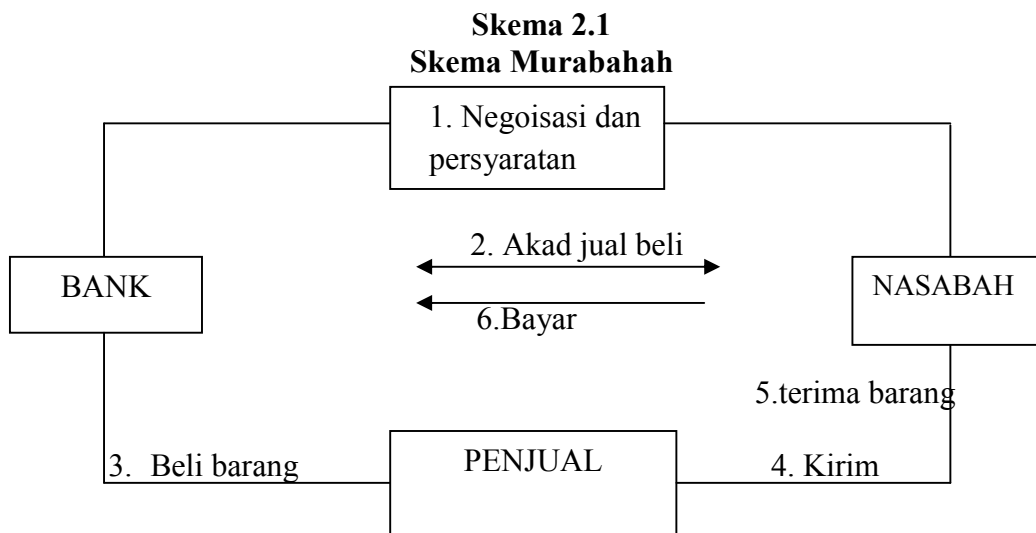 Skema 2.1
Skema Murabahah
1. Negoisasi dan
persyaratan
2. Akad jual beli
BANK
NASABAH
6.Bayar
5.terima barang
3. Beli barang
PENJUAL
4. Kirim